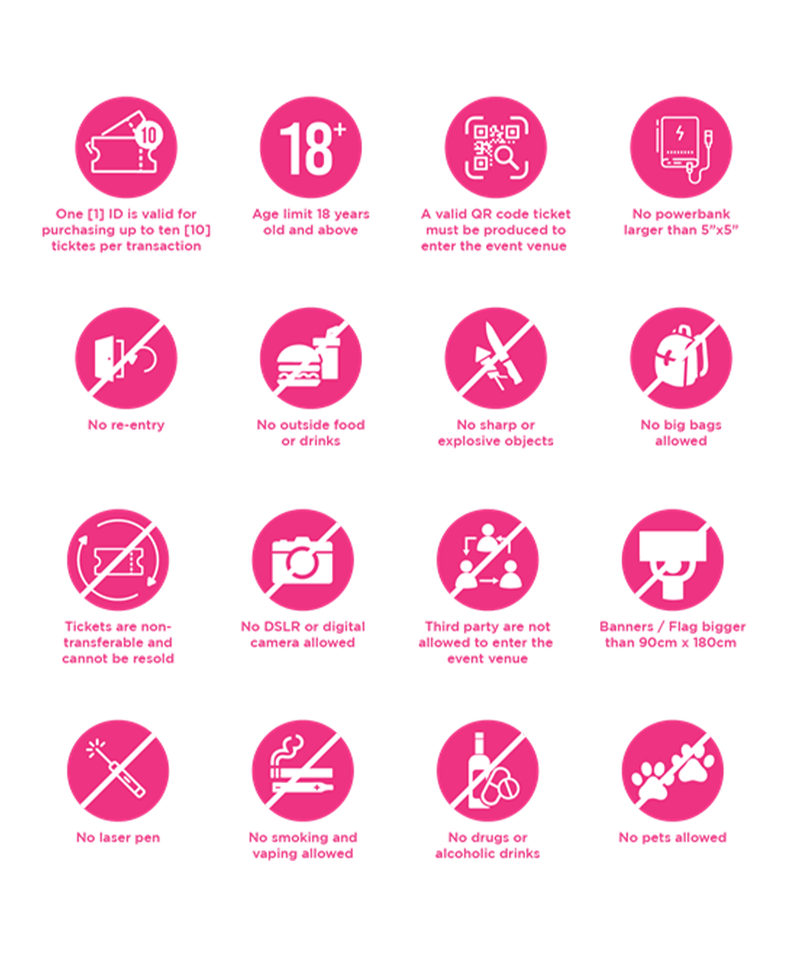 10
18+
One [1] ID is valid for
purchasing up to ten [10]
ticktes per transaction
Age limit 18 years
old and above
A valid QR code ticket
must be produced to
enter the event venue
No powerbank
larger than 5”x5”
No re-entry
No outside food
or drinks
No sharp or
explosive objects
No big bags
allowed
Tickets are non-
transferable and
cannot be resold
No DSLR or digital
camera allowed
Third party are not
allowed to enter the
event venue
Banners / Flag bigger
than 90cm x 180cm
No laser pen
No smoking and
vaping allowed
No drugs or
alcoholic drinks
No pets allowed